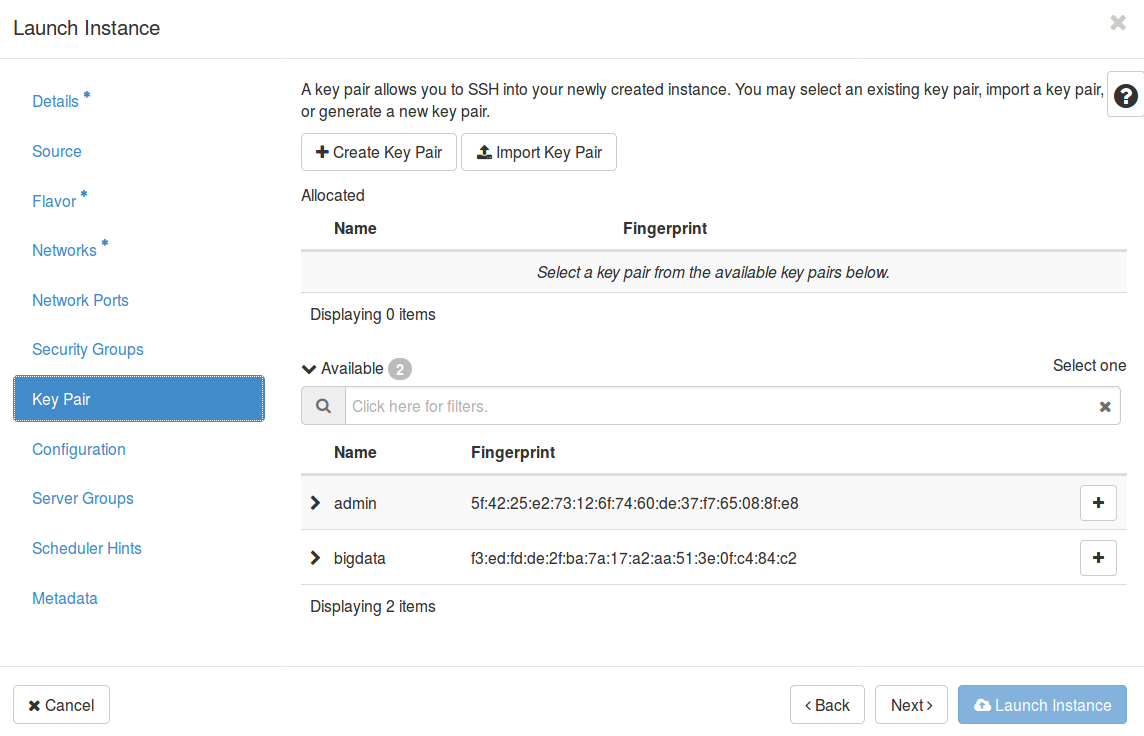 Launch Instance
Details *
Source
Flavor *
Networks *
Network Ports
Security Groups
Key Pair
Configuration
Server Groups
Scheduler Hints
Metadata
A key pair allows you to SSH into your newly created instance. You may select an existing key pair, import a key pair,
or generate a new key pair.
Create Key Pair
Import Key Pair
Allocated
Name Fingerprint
Select a key pair from the available key pairs below.
Displaying 0 items
Available 2
Select one
Click here for filters.
Name Fingerprint
admin 5f:42:25:e2:73:12:6f:74:60:de:37:f7:65:08:8f:e8
bigdata f3:ed:fd:de:2f:ba:7a:17:a2:aa:51:3e:0f:c4:84:c2
Displaying 2 items
Cancel
< Back
Next >
Launch Instance